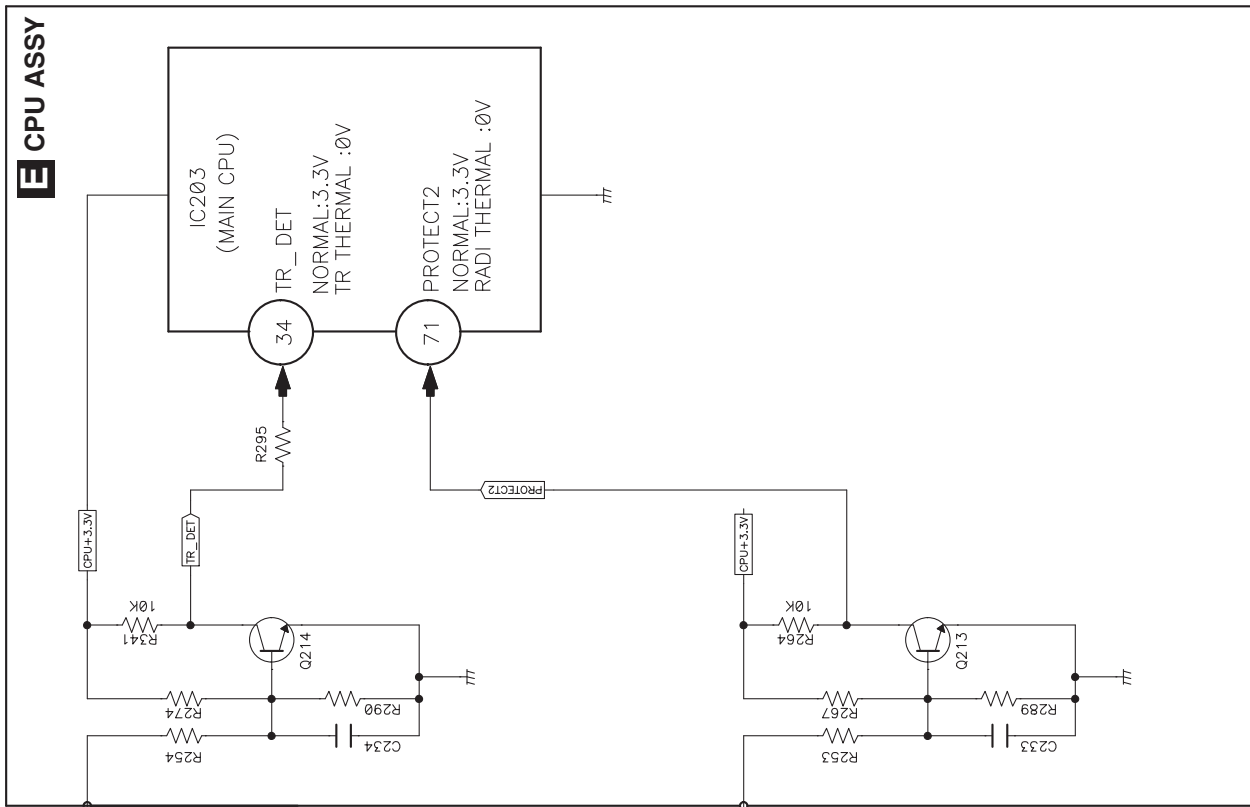 E CPU ASSY
IC203
(MAIN CPU)
TR_DET
NORMAL:3.3V
TR THERMAL :0V
34
PROTECT2
NORMAL:3.3V
RADI THERMAL :0V
71
R295
PROTECT2
CPU+3.3V
TR_DET
CPU+3.3V
10K
R341
Q214
10K
R264
Q213
R274
R290
R267
R289
R254
C234
R253
C233